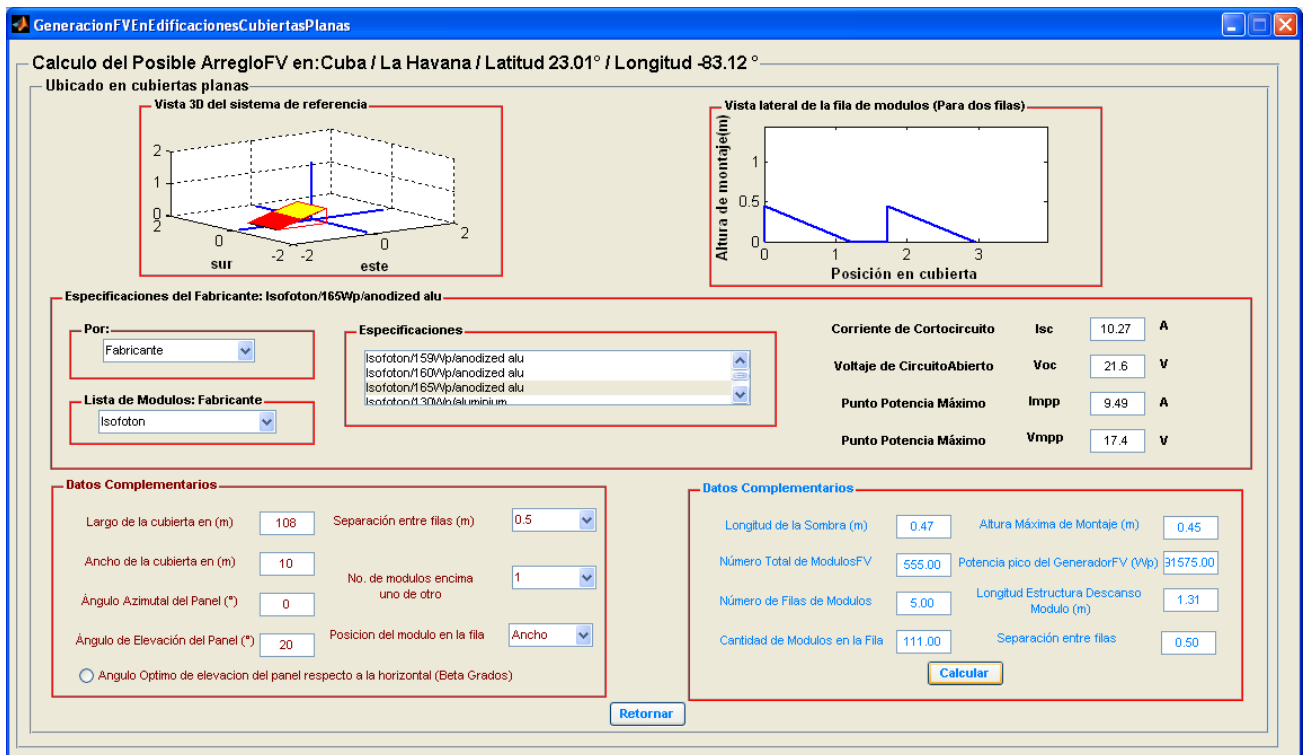 GeneracionFVEnEdificacionesCubiertasPlanas
Calculo del Posible ArregloFV en:Cuba / La Havana / Latitud 23.01° / Longitud -83.12 °
Ubicado en cubiertas planas
Vista 3D del sistema de referencia
2
1
0
2
0
-2
-2
0
2
sur
este
Vista lateral de la fila de modulos (Para dos filas)
Altura de montaje(m)
1
0.5
0
0
1
2
3
Posición en cubierta
Especificaciones del Fabricante: Isofoton/165Wp/anodized alu
Por:
Fabricante
Lista de Modulos: Fabricante
Isofoton
Especificaciones
Isofoton/159Wp/anodized alu
Isofoton/160Wp/anodized alu
Isofoton/165Wp/anodized alu
Isofoton/130Wp/aluminium
Corriente de Cortocircuito Isc 10.27 A
Voltaje de CircuitoAbierto Voc 21.6 V
Punto Potencia Máximo Impp 9.49 A
Punto Potencia Máximo Vmpp 17.4 V
Datos Complementarios
Largo de la cubierta en (m) 108
Ancho de la cubierta en (m) 10
Ángulo Azimutal del Panel (°) 0
Ángulo de Elevación del Panel (°) 20
Separación entre filas (m) 0.5
No. de modulos encima
uno de otro
1
Posicion del modulo en la fila Ancho
Angulo Optimo de elevacion del panel respecto a la horizontal (Beta Grados)
Datos Complementarios
Longitud de la Sombra (m) 0.47
Número Total de ModulosFV 555.00
Número de Filas de Modulos 5.00
Cantidad de Modulos en la Fila 111.00
Altura Máxima de Montaje (m) 0.45
Potencia pico del GeneradorFV (Wp) 91575.00
Longitud Estructura Descanso
Modulo (m)
1.31
Separación entre filas 0.50
Calcular
Retornar